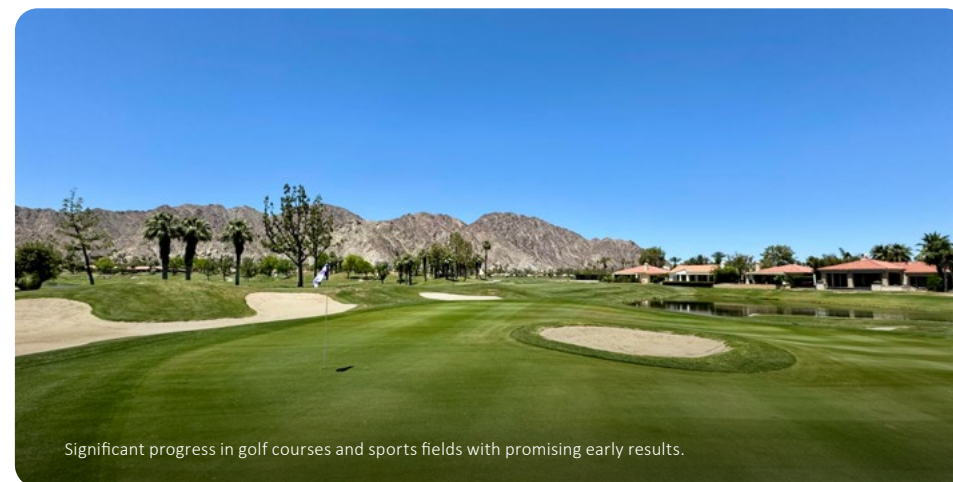 Significant progress in golf courses and sports fields with promising early results.